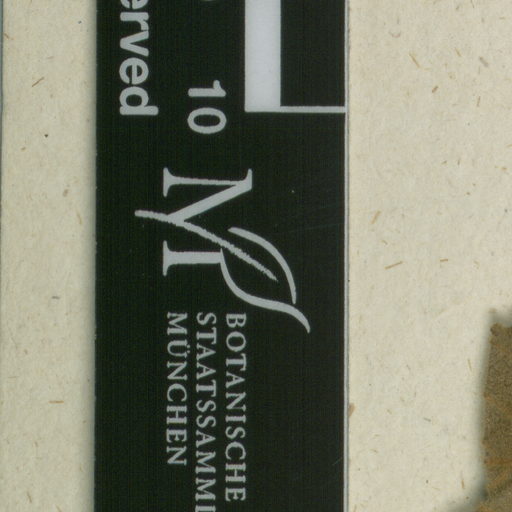 erved
10
BOTANISCHE
STAATSSAMML
MÜNCHEN